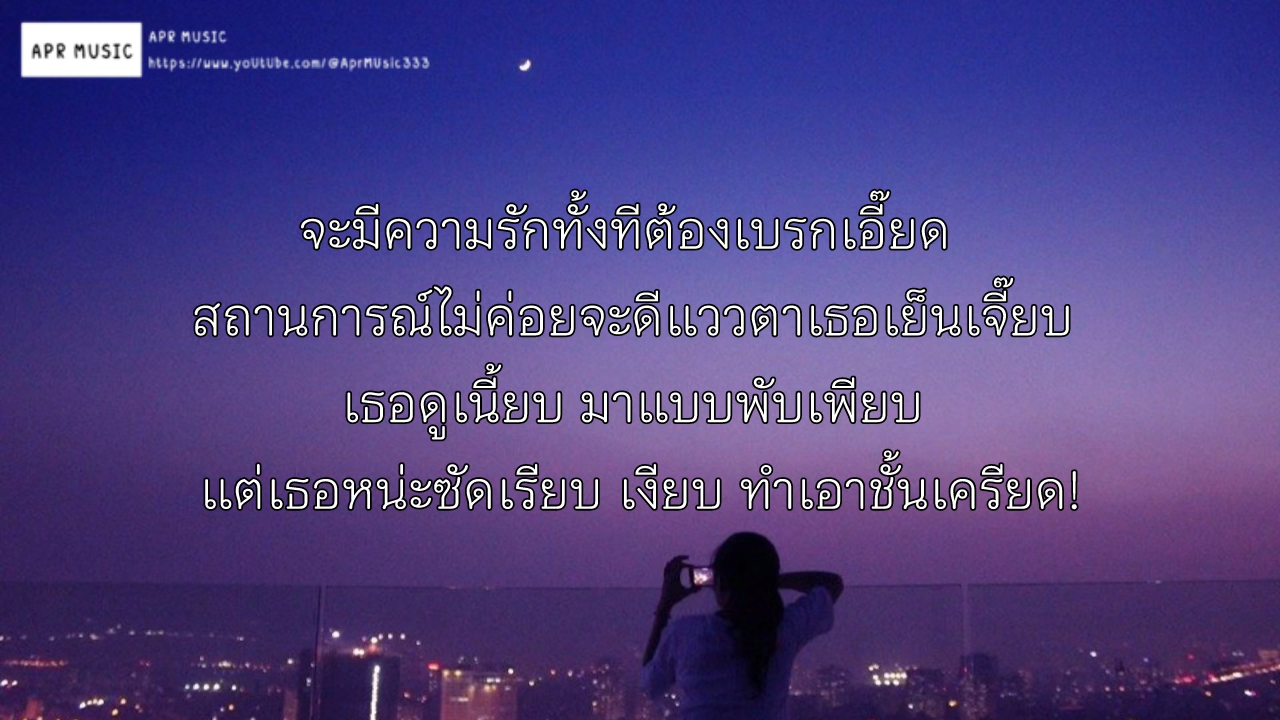 APR MUSIC
APR MUSIC
https://www.youtube.com/@AprMusic333
จะมีความรักทั้งทีต้องเบรกเอี๊ยด
สถานการณ์ไม่ค่อยจะดีแววตาเธอเย็นเจี๊ยบ
เธอดูเนี้ยบ มาแบบพับเพียบ
แต่เธอหน่ะซัดเรียบ เงียบ ทำเอาชั้นเครียด!